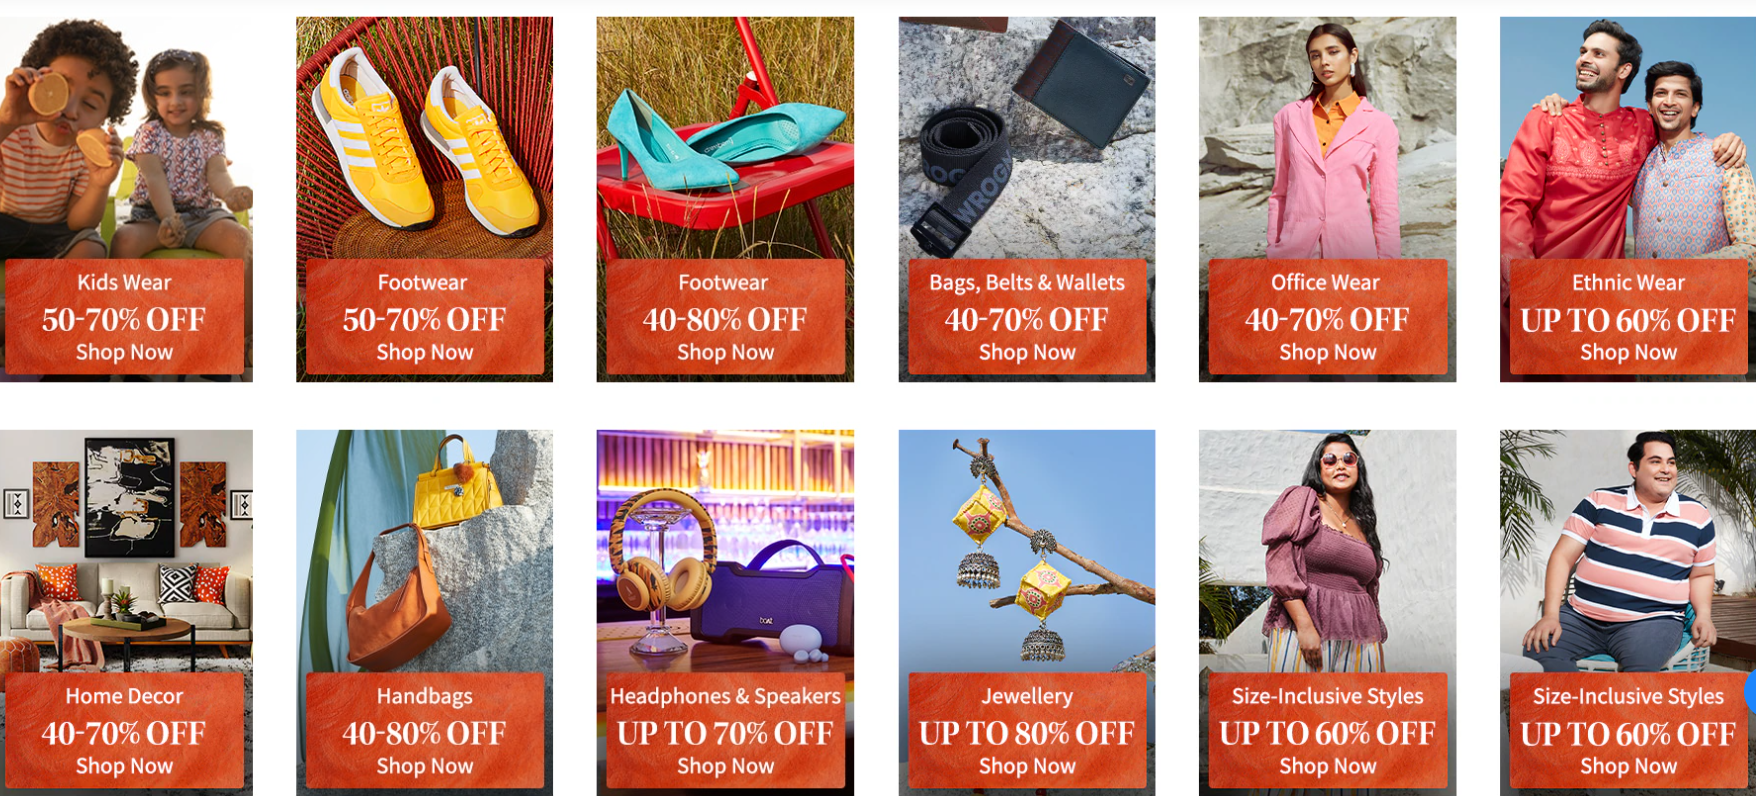 Kids Wear
50-70% OFF
Shop Now
Footwear
50-70% OFF
Shop Now
Footwear
40-80% OFF
Shop Now
WROGN
Bags, Belts & Wallets
40-70% OFF
Shop Now
Office Wear
40-70% OFF
Shop Now
Ethnic Wear
UP TO 60% OFF
Shop Now
Home Decor
40-70% OFF
Shop Now
Handbags
40-80% OFF
Shop Now
boAt
Headphones & Speakers
UP TO 70% OFF
Shop Now
Jewellery
UP TO 80% OFF
Shop Now
Size-Inclusive Styles
UP TO 60% OFF
Shop Now
Size-Inclusive Styles
UP TO 60% OFF
Shop Now